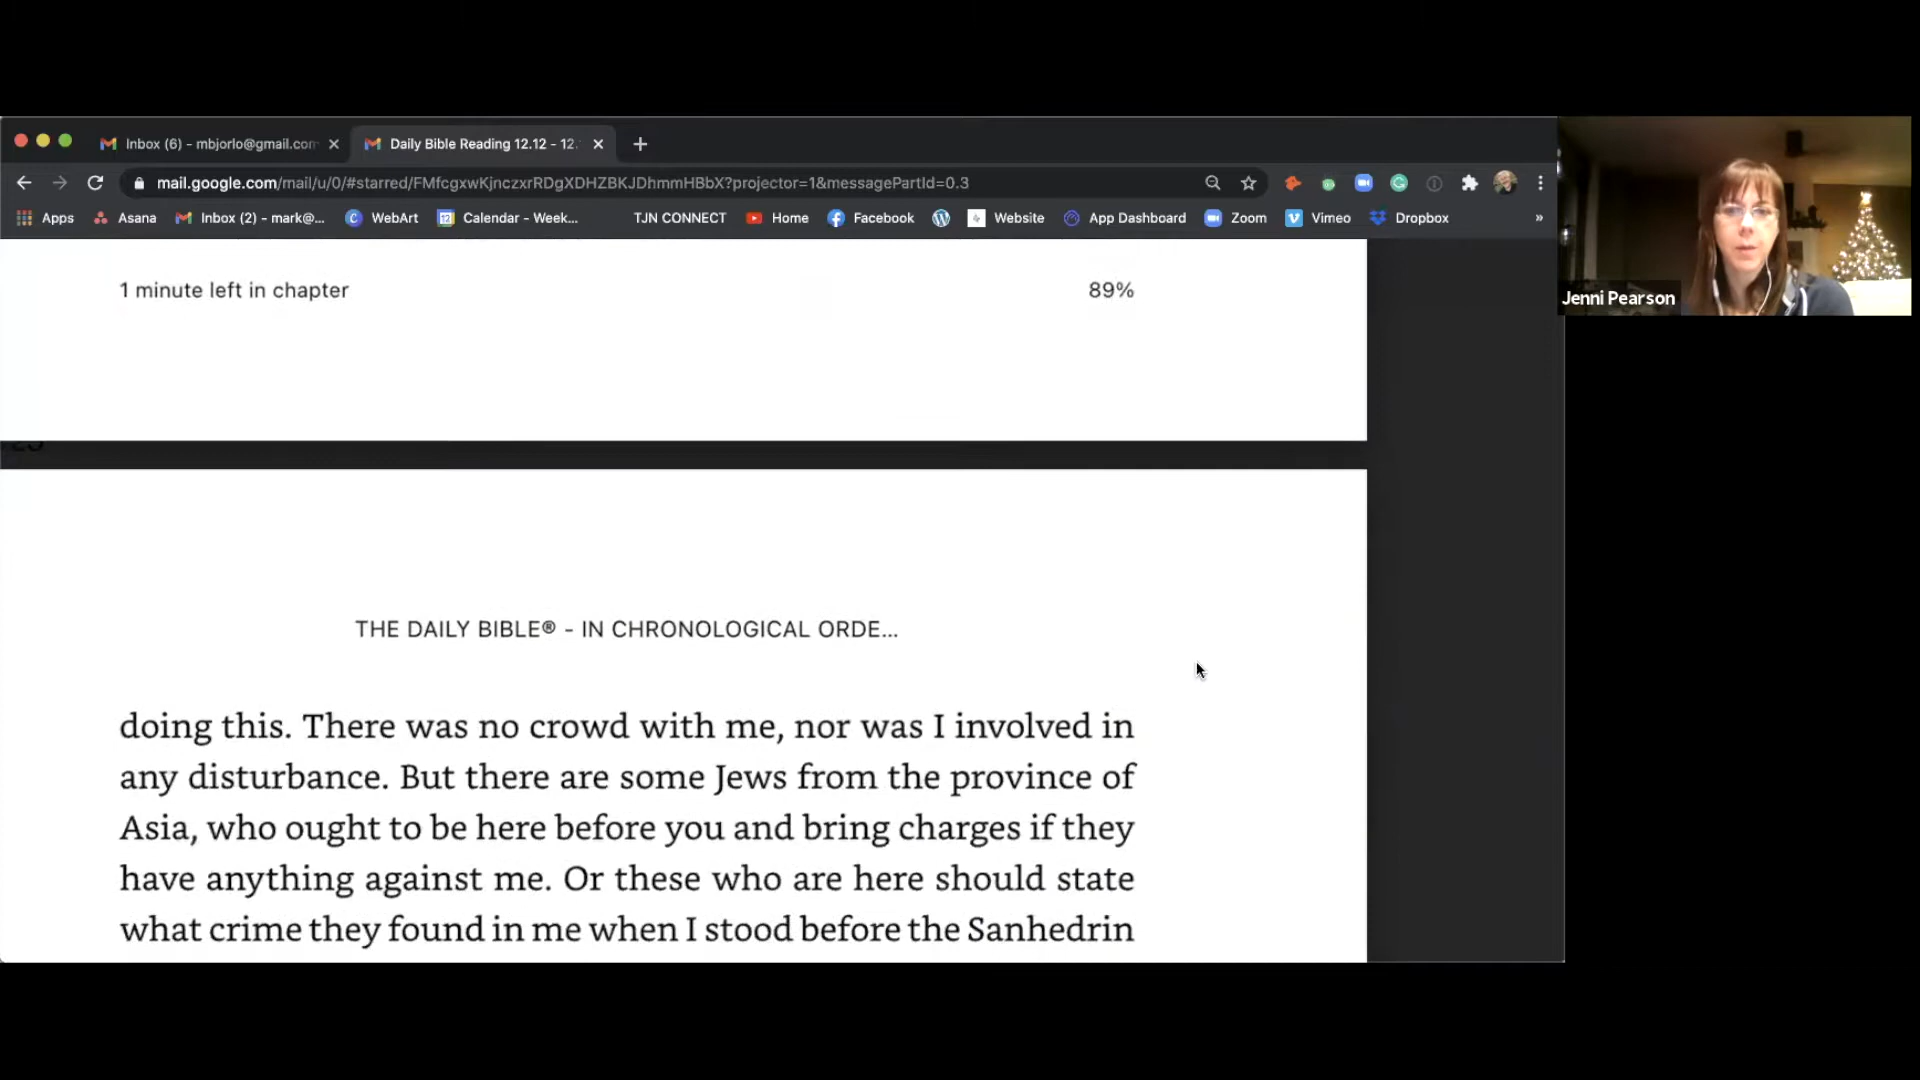 Inbox (6) - mbjorlo@gmail.com
Daily Bible Reading 12.12 - 12.
mail.google.com/mail/u/0/#starred/FMfcgxwKjnczxrRDgXDHZBKJDhmmHBbX?projector=1&messagePartId=0.3
Apps Asana Inbox (2) - mark@... WebArt Calendar - Week... TJN CONNECT Home Facebook Website App Dashboard Zoom Vimeo Dropbox »
1 minute left in chapter 89%
Jenni Pearson
THE DAILY BIBLE® - IN CHRONOLOGICAL ORDE...
doing this. There was no crowd with me, nor was I involved in
any disturbance. But there are some Jews from the province of
Asia, who ought to be here before you and bring charges if they
have anything against me. Or these who are here should state
what crime they found in me when I stood before the Sanhedrin